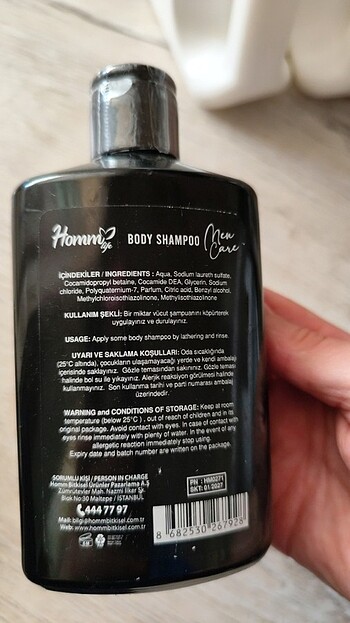 Homm life BODY SHAMPOO Men Care
İÇİNDEKİLER / INGREDIENTS : Aqua, Sodium laureth sulfate,
Cocamidopropyl betaine, Cocamide DEA, Glycerin, Sodium
chloride, Polyquaternium-7, Parfum, Citric acid, Benzyl alcohol,
Methylchloroisothiazolinone, Methylisothiazolinone
KULLANIM ŞEKLİ: Bir miktar vücut şampuanını köpürterek
uygulayınız ve durulayınız.
USAGE: Apply some body shampoo by lathering and rinse.
UYARI VE SAKLAMA KOŞULLARI: Oda sıcaklığında
(25°C altında), çocukların ulaşamayacağı yerde ve kendi ambalajı
içerisinde saklayınız. Gözle temasından sakınınız. Gözle teması
halinde bol su ile yıkayınız. Alerjik reaksiyon görülmesi halinde
kullanmayınız. Son kullanma tarihi ve parti numarası ambalaj
üzerindedir.
WARNING and CONDITIONS OF STORAGE: Keep at room
temperature (below 25°C ), out of reach of children and in its
original package. Avoid contact with eyes. In case of contact with
eyes rinse immediately with plenty of water. In the event of any
allergetic reaction immediately stop using.
Expiry date and batch number are written on the package.
SORUMLU KİŞİ / PERSON IN CHARGE
Homm Bitkisel Ürünler Pazarlama A.Ş
Zümrütevler Mah. Nazmi İlker Sk.
Blok No:30 Maltepe / İSTANBUL
444 77 97
Mail: bilgi@hommbitkisel.com.tr
Web: www.hommbitkisel.com.tr
PN : HM0271
SKT: 01/2027
8 682530 267928